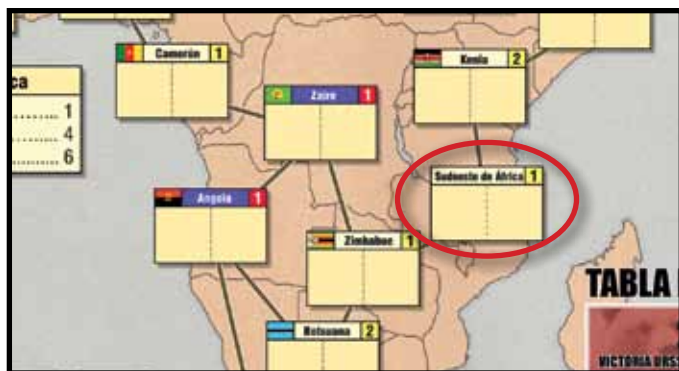 Camerún 1
Kenia 2
ca
1
4
6
Zaire 1
Sudoeste de África 1
Angola 1
Zimbabue 1
TABLA
Botsuana 2
VICTORIA URSS